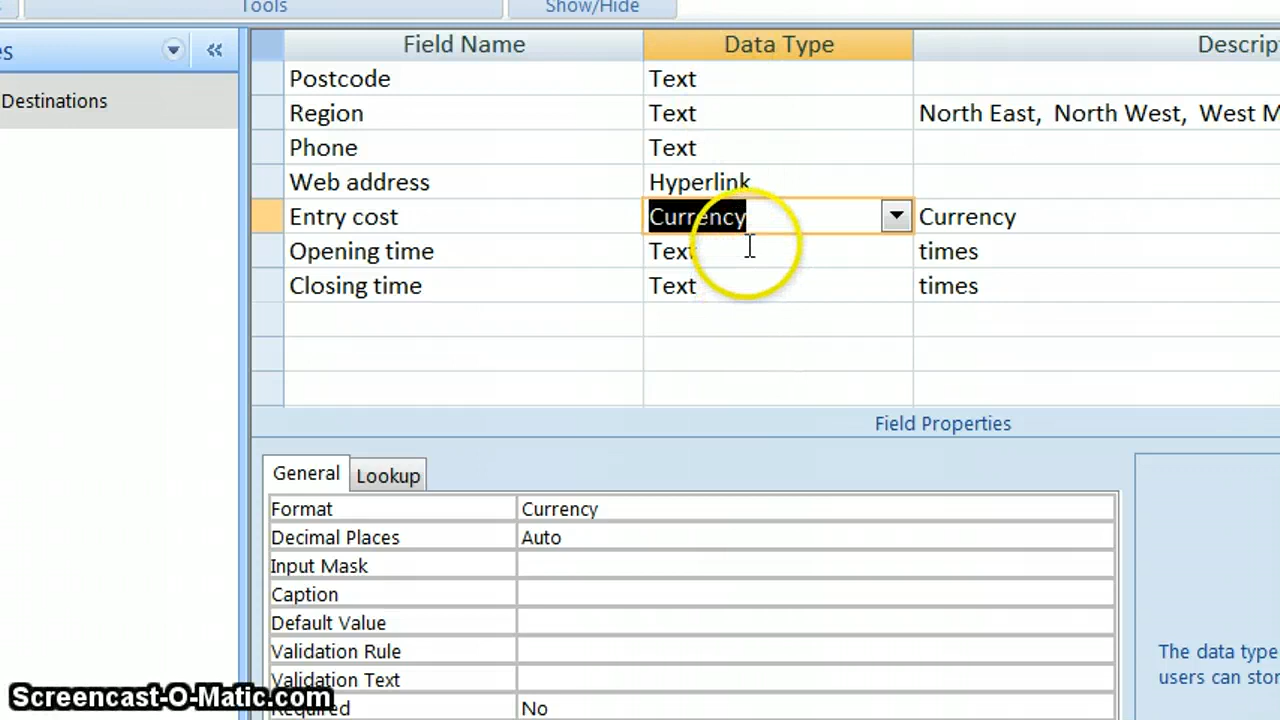 Tools Show/Hide
es
Field Name Data Type Descrip
Destinations
Postcode Text
Region Text North East, North West, West M
Phone Text
Web address Hyperlink
Entry cost Currency Currency
Opening time Text times
Closing time Text times
Field Properties
General Lookup
Format Currency
Decimal Places Auto
Input Mask
Caption
Default Value
Validation Rule
Validation Text
Required No
The data type
users can stor
Screencast-O-Matic.com